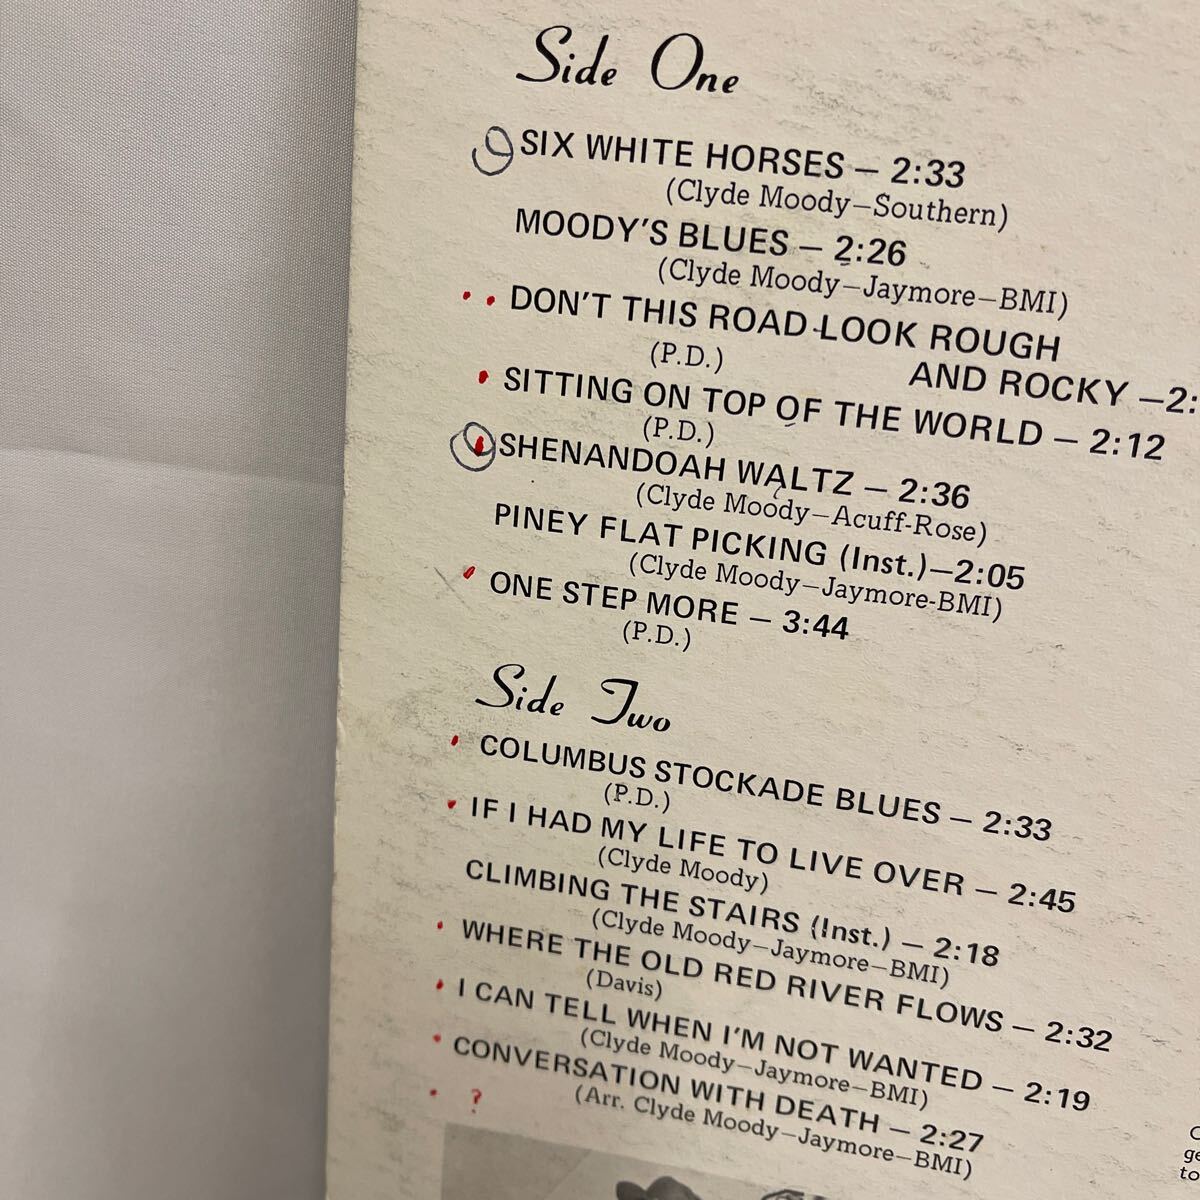 Side One
SIX WHITE HORSES – 2:33
(Clyde Moody–Southern)
MOODY'S BLUES – 2:26
(Clyde Moody–Jaymore–BMI)
DON'T THIS ROAD LOOK ROUGH
(P.D.) AND ROCKY –2:
SITTING ON TOP OF THE WORLD – 2:12
(P.D.)
SHENANDOAH WALTZ – 2:36
(Clyde Moody–Acuff-Rose)
PINEY FLAT PICKING (Inst.)–2:05
(Clyde Moody–Jaymore-BMI)
ONE STEP MORE – 3:44
(P.D.)
Side Two
COLUMBUS STOCKADE BLUES – 2:33
(P.D.)
IF I HAD MY LIFE TO LIVE OVER – 2:45
(Clyde Moody)
CLIMBING THE STAIRS (Inst.) – 2:18
(Clyde Moody–Jaymore–BMI)
WHERE THE OLD RED RIVER FLOWS – 2:32
(Davis)
I CAN TELL WHEN I'M NOT WANTED – 2:19
(Clyde Moody–Jaymore–BMI)
CONVERSATION WITH DEATH – 2:27
(Arr. Clyde Moody–Jaymore–BMI)
?
to